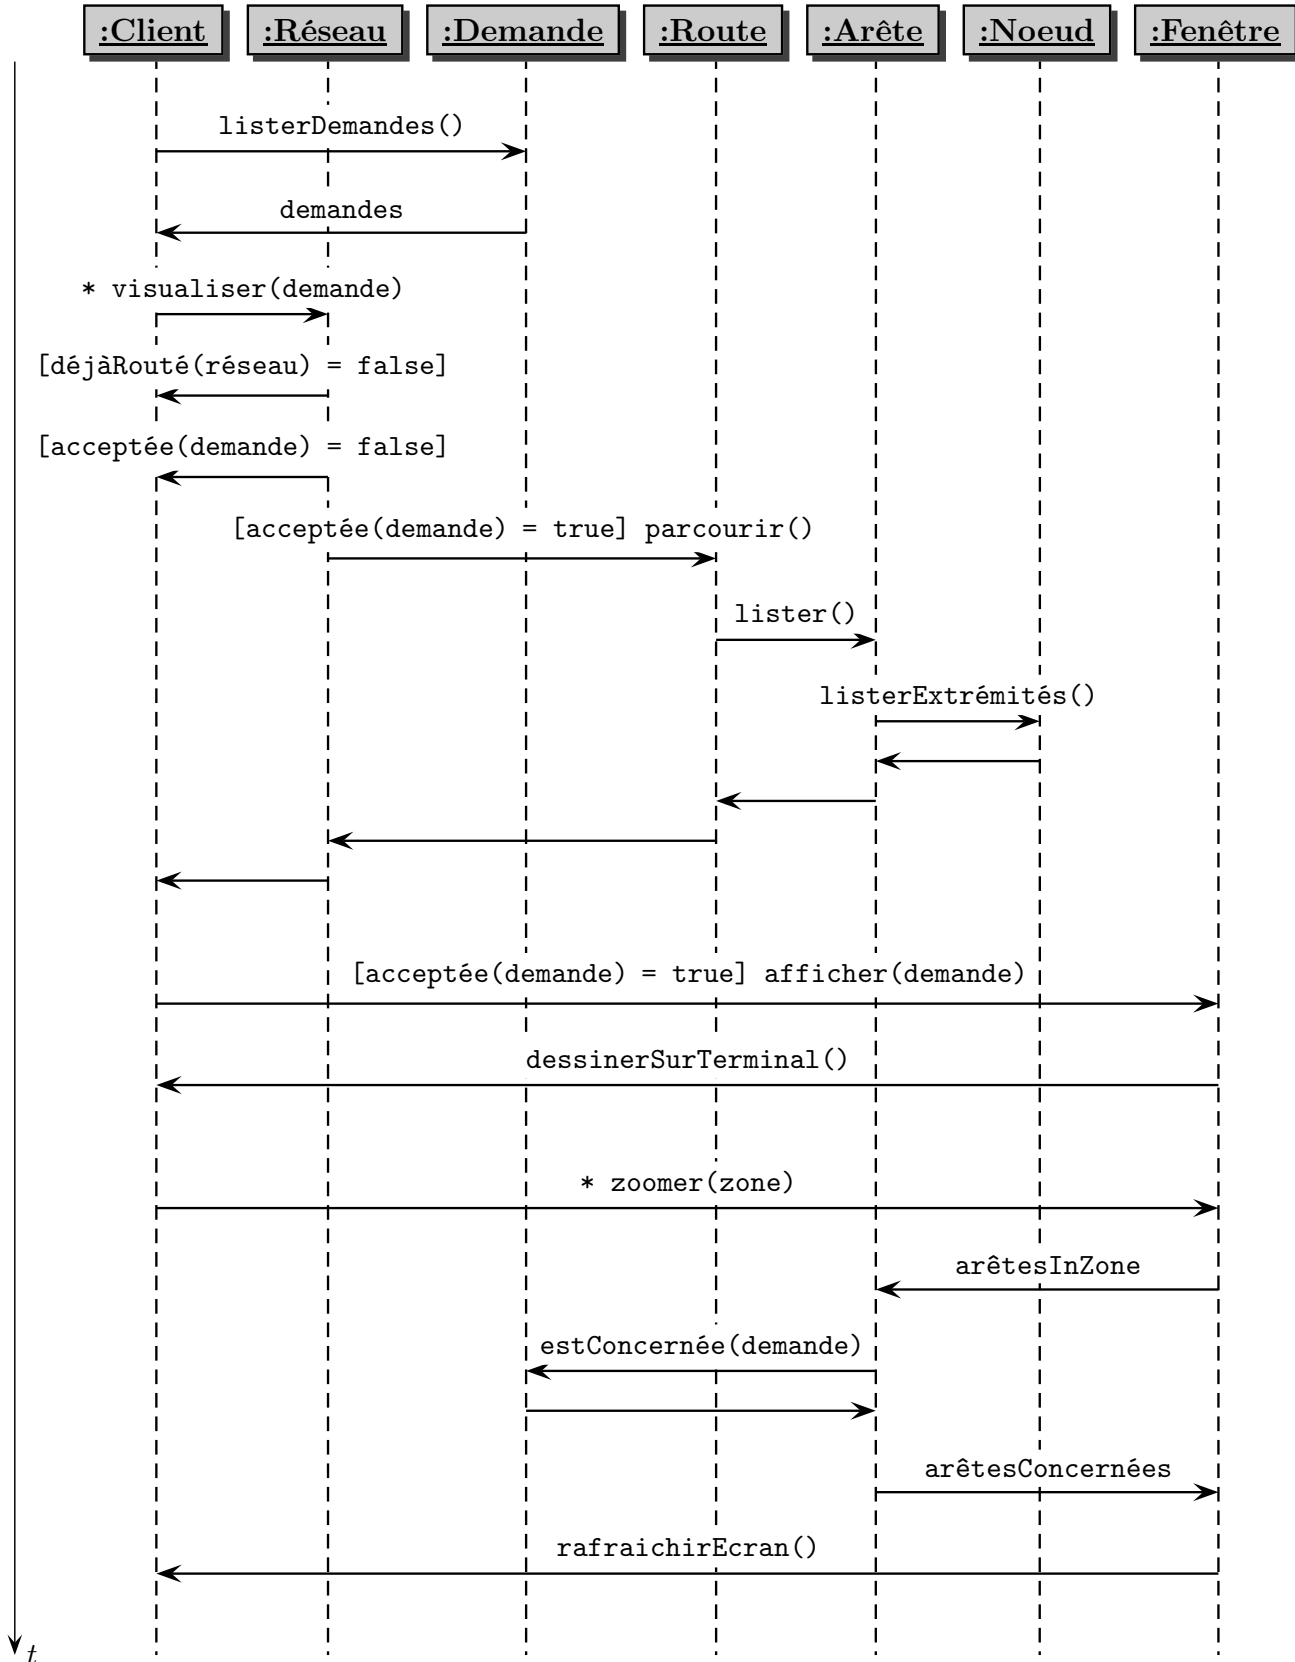 :Client :Réseau :Demande :Route :Arête :Noeud :Fenêtre
listerDemandes()
demandes
* visualiser(demande)
[déjàRouté(réseau) = false]
[acceptée(demande) = false]
[acceptée(demande) = true] parcourir()
lister()
listerExtrémités()
[acceptée(demande) = true] afficher(demande)
dessinerSurTerminal()
* zoomer(zone)
arêtesInZone
estConcernée(demande)
arêtesConcernées
rafraichirEcran()
t